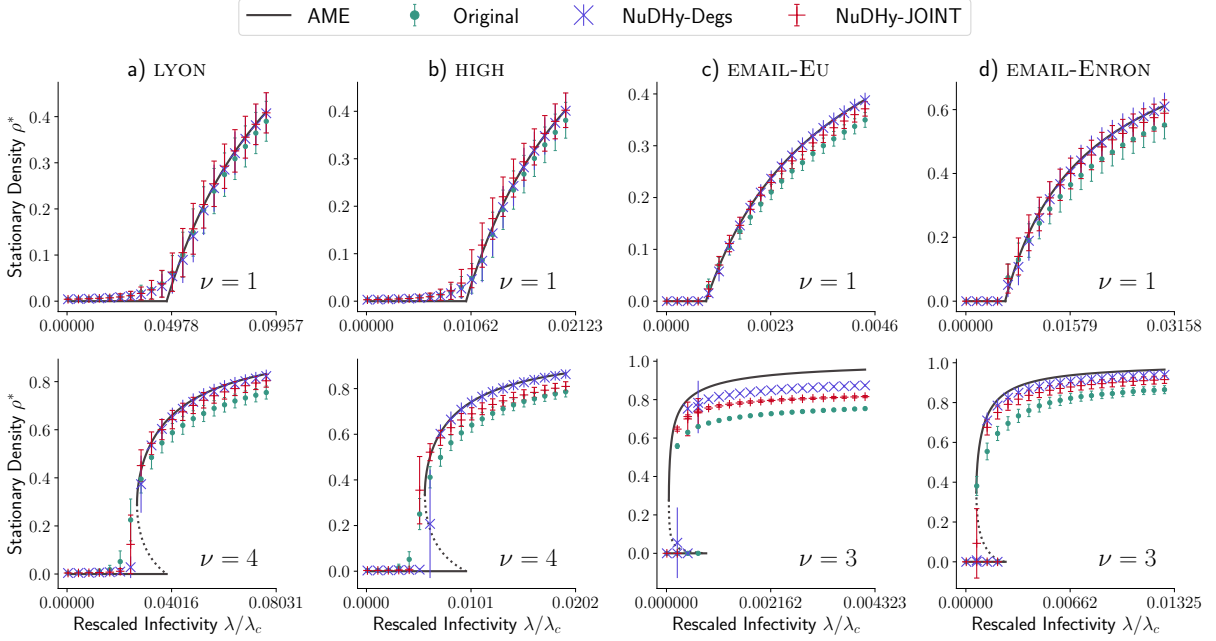 AME Original NuDHy-Degs NuDHy-JOINT
a) LYON b) HIGH c) EMAIL-EU d) EMAIL-ENRON
Stationary Density ρ*
0.4
0.3
0.2
0.1
0.0
0.00000 0.04978 0.09957
ν = 1
0.4
0.3
0.2
0.1
0.0
0.00000 0.01062 0.02123
ν = 1
0.4
0.3
0.2
0.1
0.0
0.0000 0.0023 0.0046
ν = 1
0.6
0.4
0.2
0.0
0.00000 0.01579 0.03158
ν = 1
Stationary Density ρ*
0.8
0.6
0.4
0.2
0.0
0.00000 0.04016 0.08031
ν = 4
Rescaled Infectivity λ/λc
0.8
0.6
0.4
0.2
0.0
0.00000 0.0101 0.0202
ν = 4
Rescaled Infectivity λ/λc
1.0
0.8
0.6
0.4
0.2
0.0
0.000000 0.002162 0.004323
ν = 3
Rescaled Infectivity λ/λc
1.0
0.8
0.6
0.4
0.2
0.0
0.00000 0.00662 0.01325
ν = 3
Rescaled Infectivity λ/λc